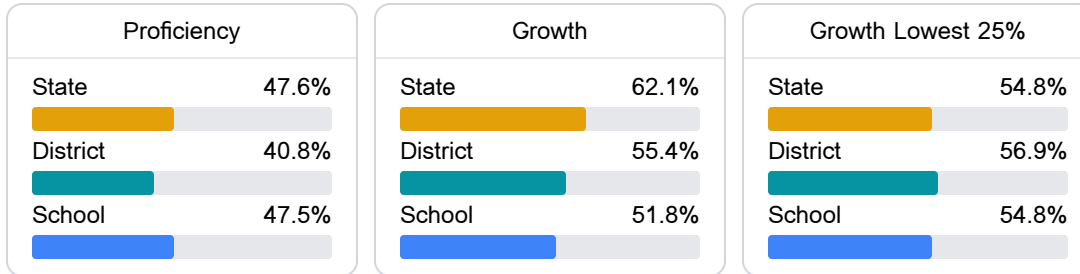 Proficiency
State 47.6%
District 40.8%
School 47.5%
Growth
State 62.1%
District 55.4%
School 51.8%
Growth Lowest 25%
State 54.8%
District 56.9%
School 54.8%